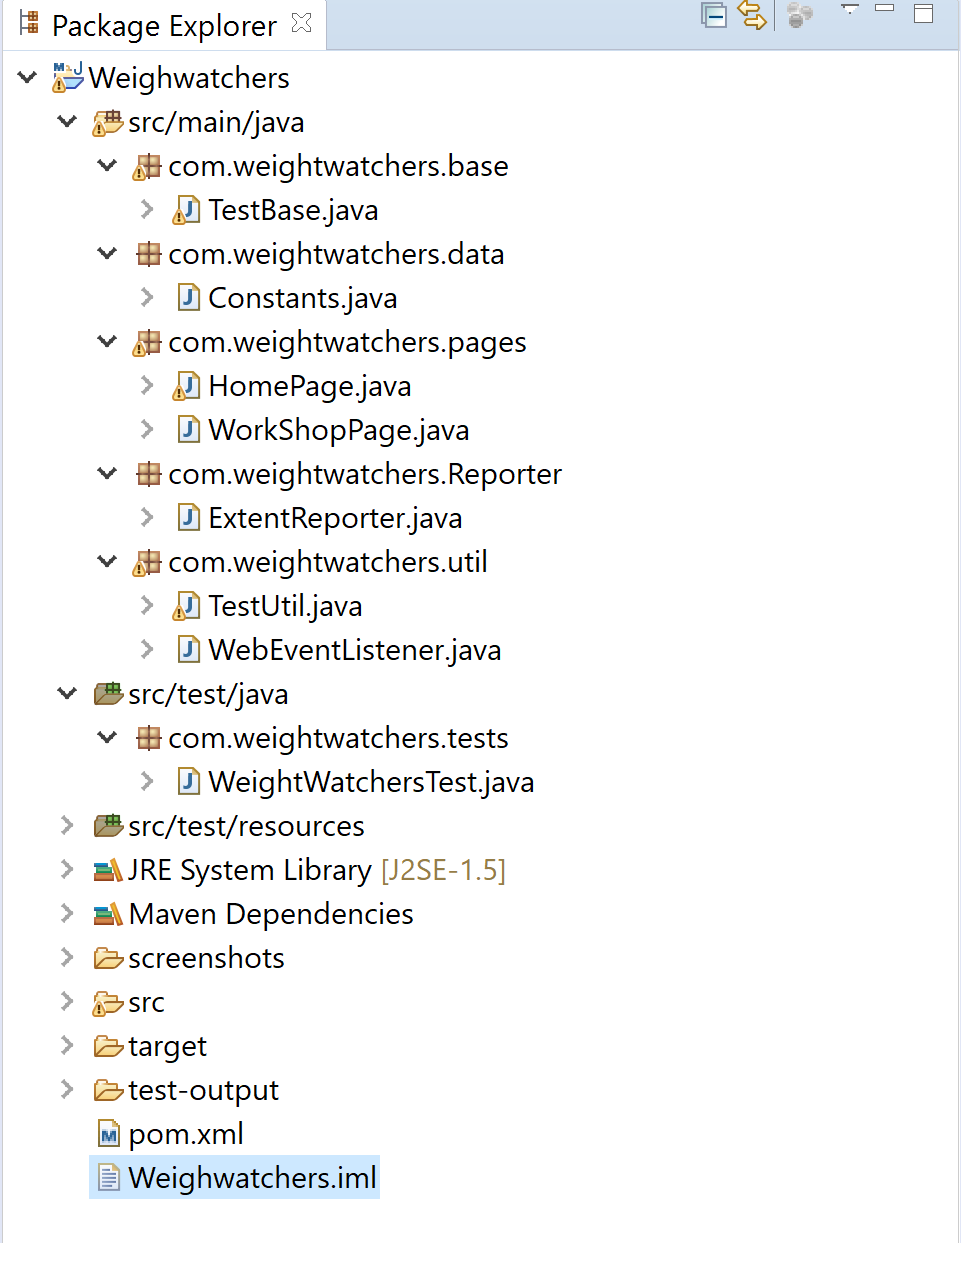 Package Explorer
Weighwatchers
src/main/java
com.weightwatchers.base
TestBase.java
com.weightwatchers.data
Constants.java
com.weightwatchers.pages
HomePage.java
WorkShopPage.java
com.weightwatchers.Reporter
ExtentReporter.java
com.weightwatchers.util
TestUtil.java
WebEventListener.java
src/test/java
com.weightwatchers.tests
WeightWatchersTest.java
src/test/resources
JRE System Library [J2SE-1.5]
Maven Dependencies
screenshots
src
target
test-output
pom.xml
Weighwatchers.iml